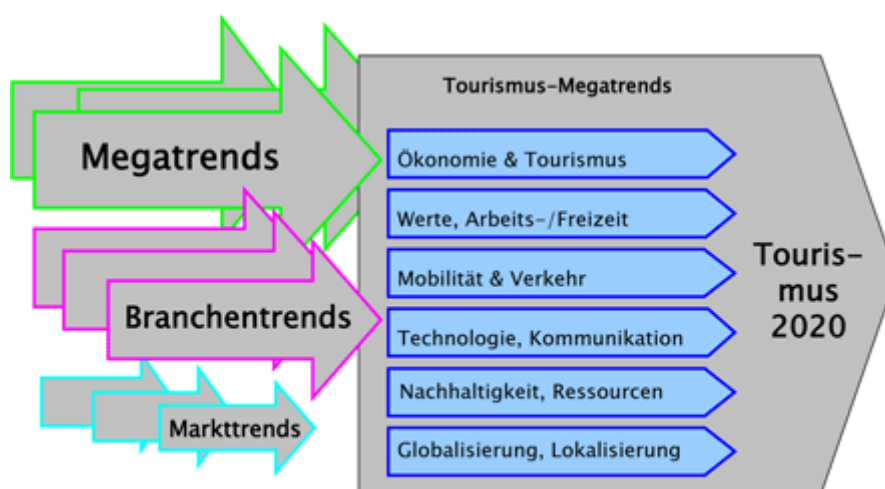 Megatrends
Branchentrends
Markttrends
Tourismus-Megatrends
Ökonomie & Tourismus
Werte, Arbeits-/Freizeit
Mobilität & Verkehr
Technologie, Kommunikation
Nachhaltigkeit, Ressourcen
Globalisierung, Lokalisierung
Touris-
mus
2020